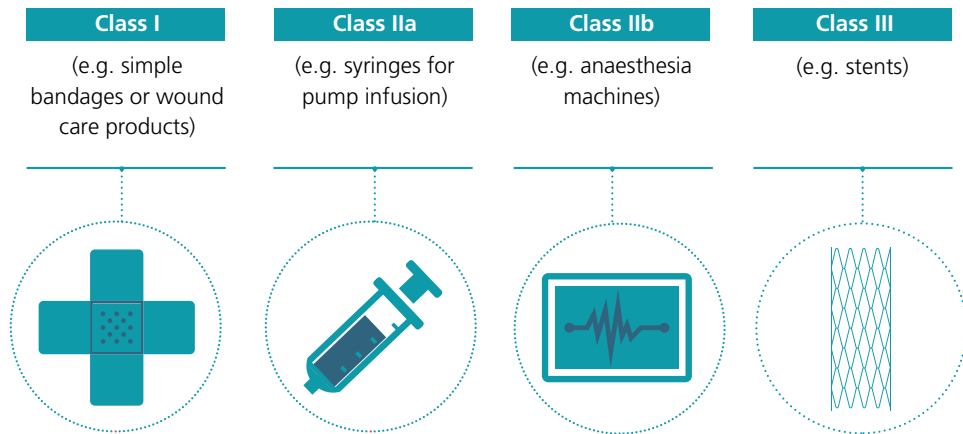 Class I
(e.g. simple
bandages or wound
care products)
Class IIa
(e.g. syringes for
pump infusion)
Class IIb
(e.g. anaesthesia
machines)
Class III
(e.g. stents)